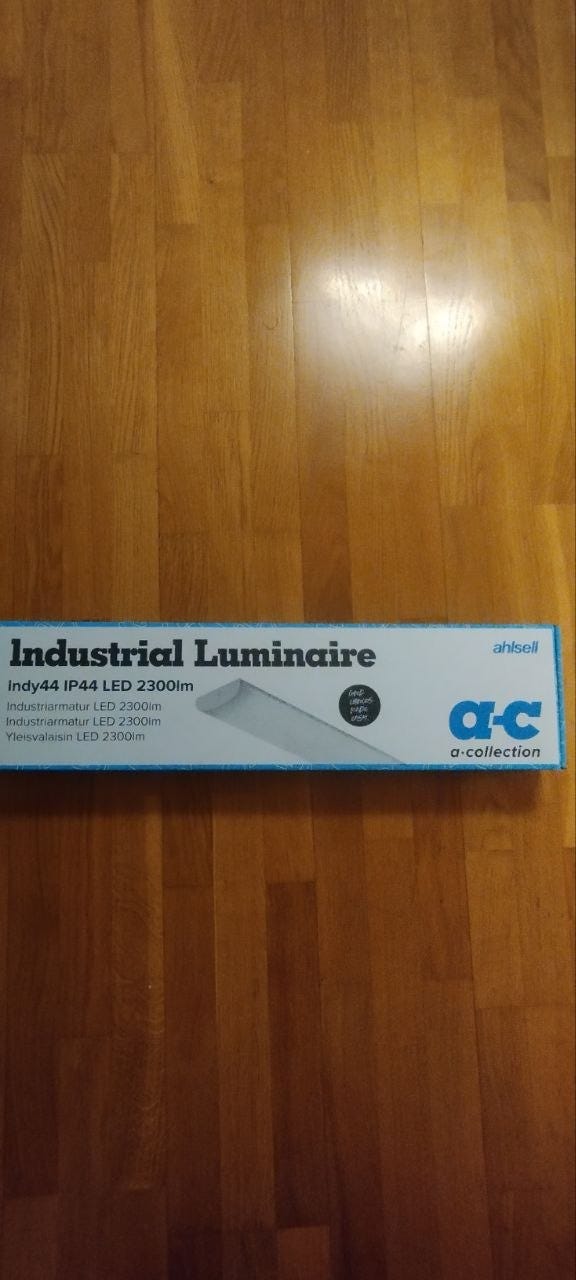 Industrial Luminaire
Indy44 IP44 LED 2300lm
Industriarmatur LED 2300lm
Industriarmatur LED 2300lm
Yleisvalaisin LED 2300lm
ahlsell
a-c
a·collection